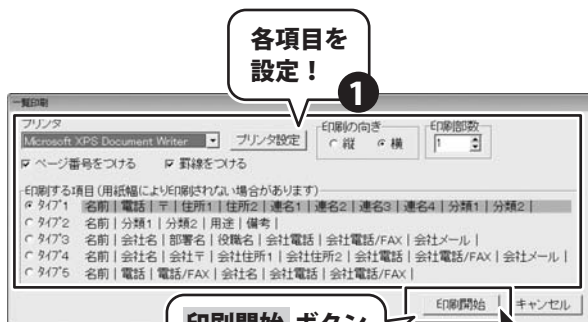 各項目を
設定！
1
一覧印刷
プリンタ
Microsoft XPS Document Writer
プリンタ設定
印刷の向き
縦 横
印刷部数
1
ページ番号をつける 罫線をつける
印刷する項目(用紙幅により印刷されない場合があります)
タイプ1 名前 | 電話 | 〒 | 住所1 | 住所2 | 連名1 | 連名2 | 連名3 | 連名4 | 分類1 | 分類2 |
タイプ2 名前 | 分類1 | 分類2 | 用途 | 備考 |
タイプ3 名前 | 会社名 | 部署名 | 役職名 | 会社電話 | 会社電話/FAX | 会社メール |
タイプ4 名前 | 会社名 | 会社〒 | 会社住所1 | 会社住所2 | 会社電話 | 会社電話/FAX | 会社メール |
タイプ5 名前 | 電話 | 電話/FAX | 会社名 | 会社電話 | 会社電話/FAX |
印刷開始 キャンセル
印刷開始 ボタン